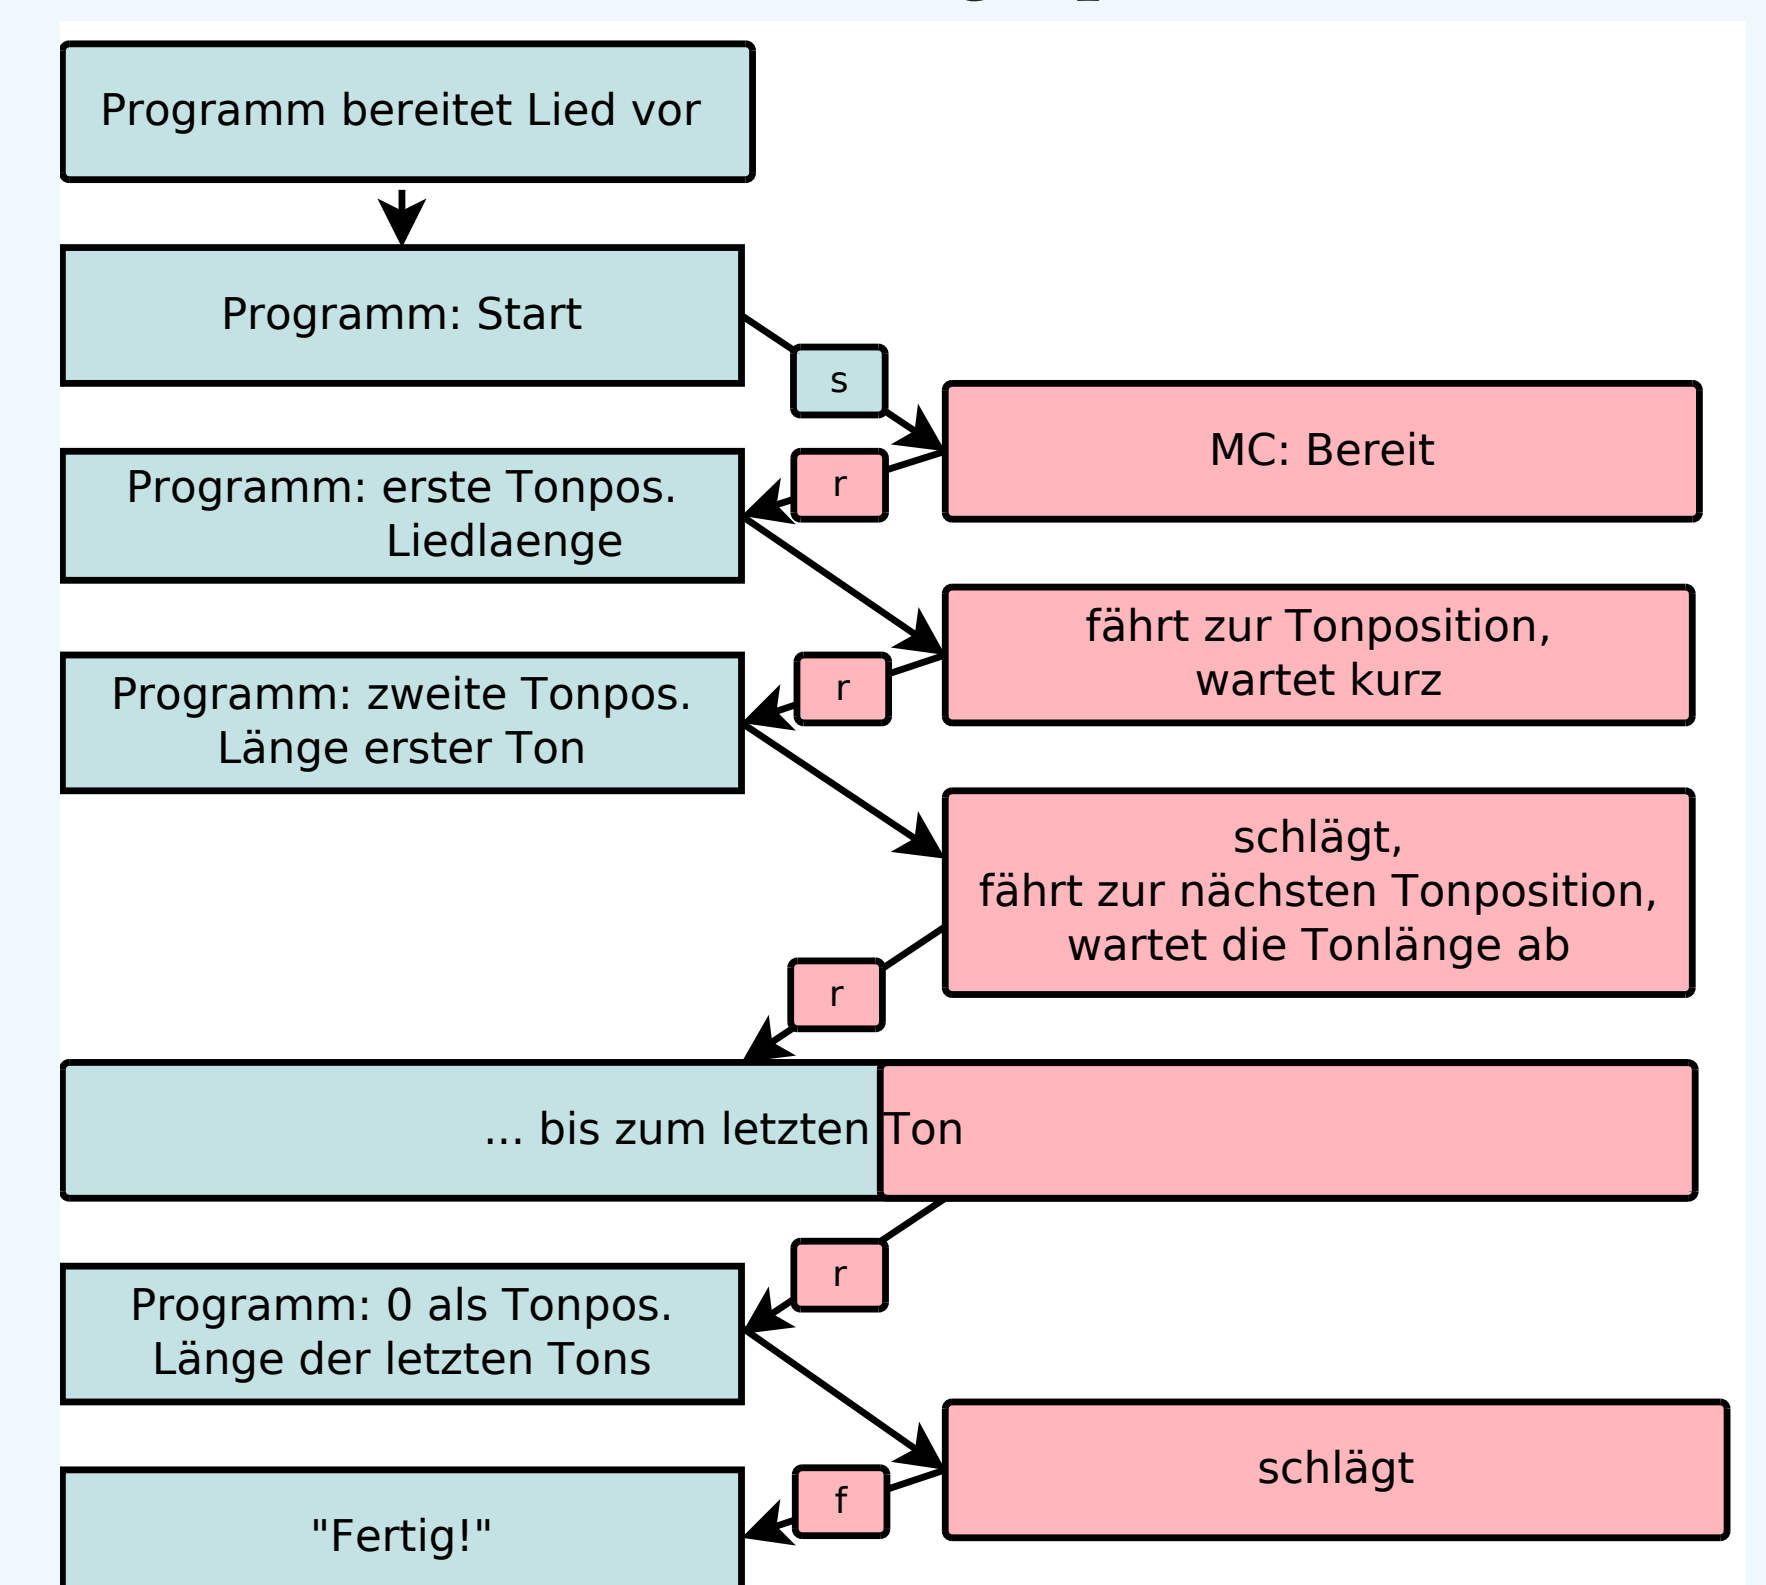 Programm bereitet Lied vor
Programm: Start
s
MC: Bereit
r
Programm: erste Tonpos.
Liedlaenge
fährt zur Tonposition,
wartet kurz
r
Programm: zweite Tonpos.
Länge erster Ton
schlägt,
fährt zur nächsten Tonposition,
wartet die Tonlänge ab
r
... bis zum letzten Ton
r
Programm: 0 als Tonpos.
Länge der letzten Tons
schlägt
f
"Fertig!"